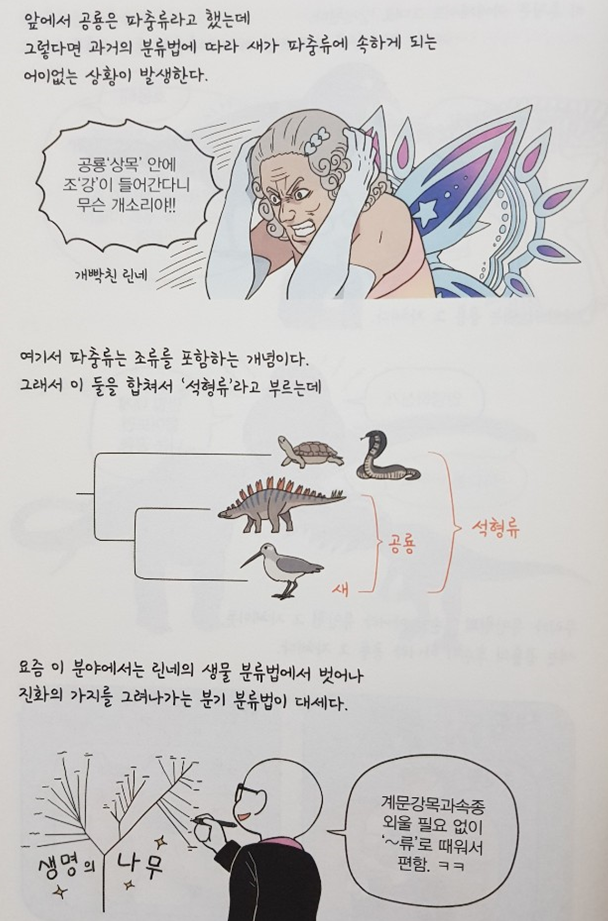 앞에서 공룡은 파충류라고 했는데
그렇다면 과거의 분류법에 따라 새가 파충류에 속하게 되는
어이없는 상황이 발생한다.
공룡'상목' 안에
조'강'이 들어간다니
무슨 개소리야!!
개빡친 린네
여기서 파충류는 조류를 포함하는 개념이다.
그래서 이 둘을 합쳐서 '석형류'라고 부르는데
공룡
석형류
새
요즘 이 분야에서는 린네의 생물 분류법에서 벗어나
진화의 가지를 그려나가는 분기 분류법이 대세다.
계문강목과속종
외울 필요 없이
'~류'로 때워서
편함. ㅋㅋ
생명의 나무